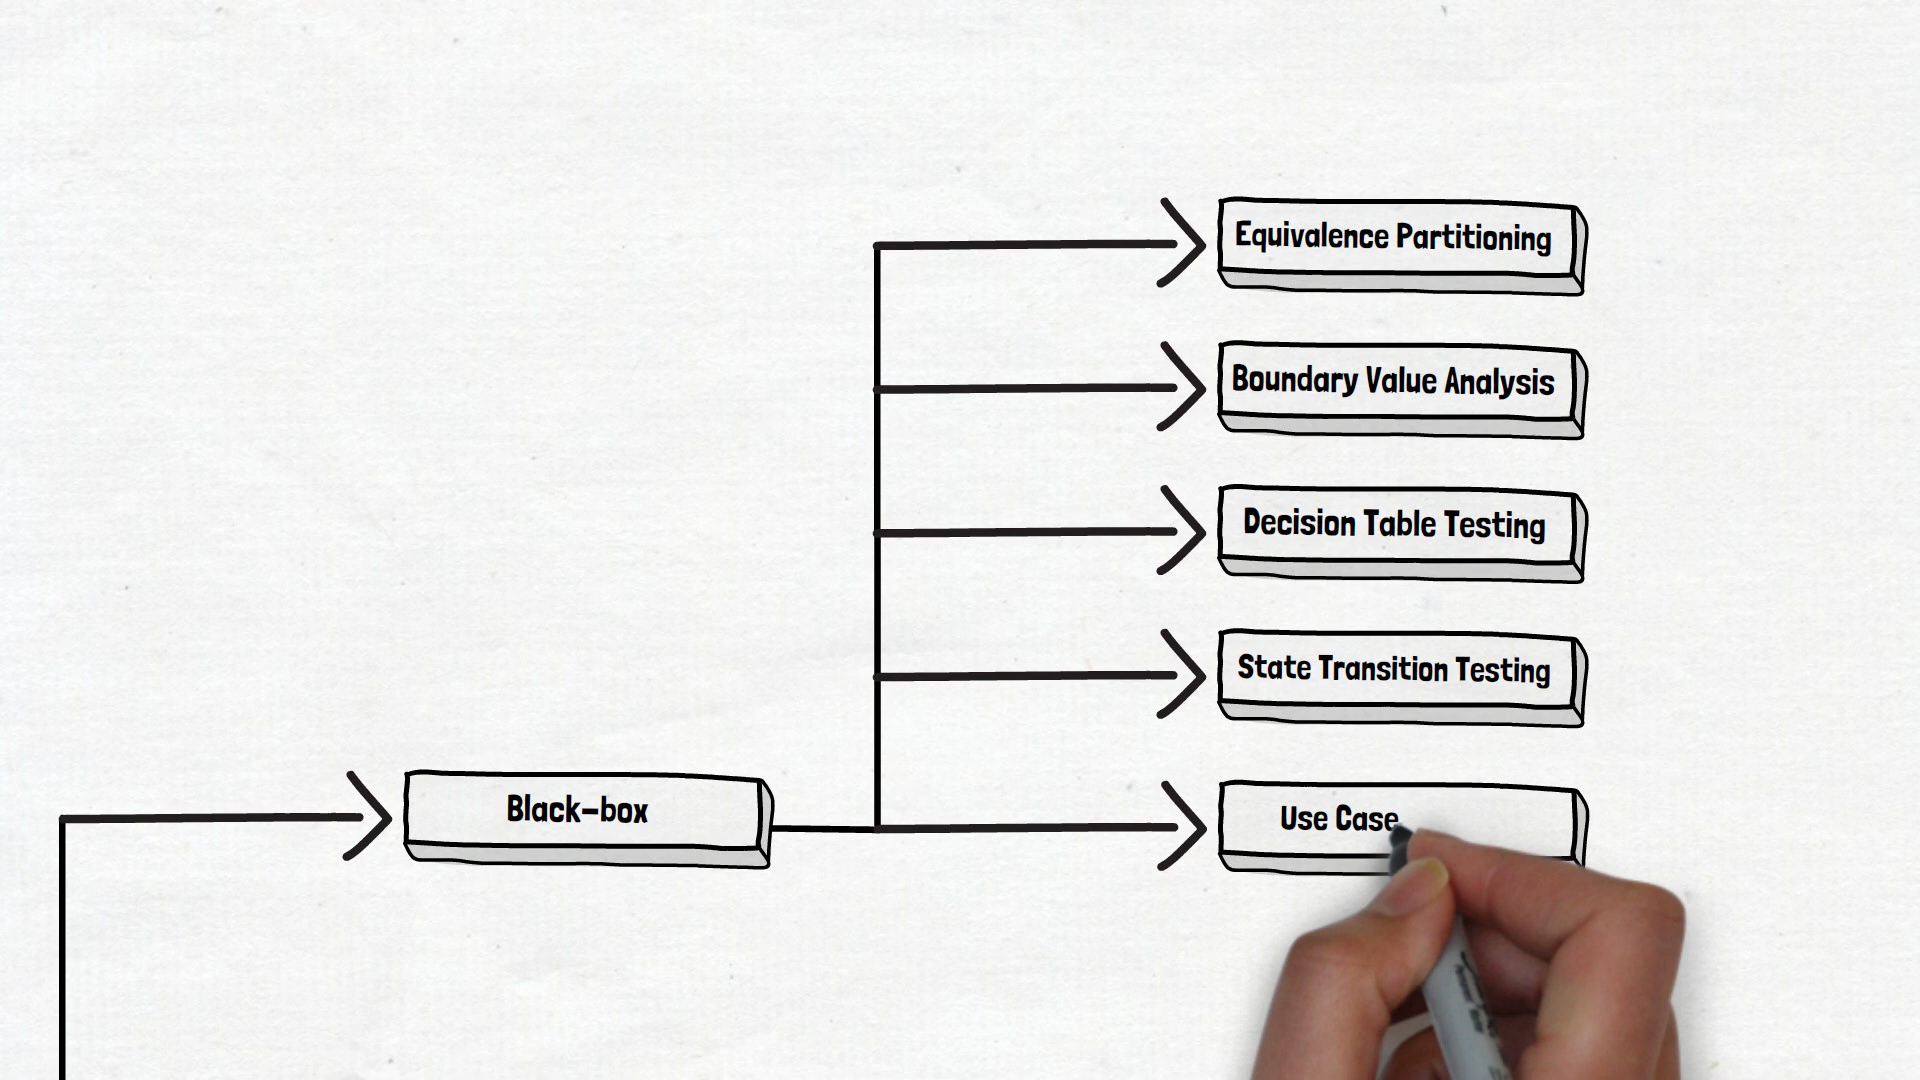 Equivalence Partitioning
Boundary Value Analysis
Decision Table Testing
State Transition Testing
Black-box
Use Case